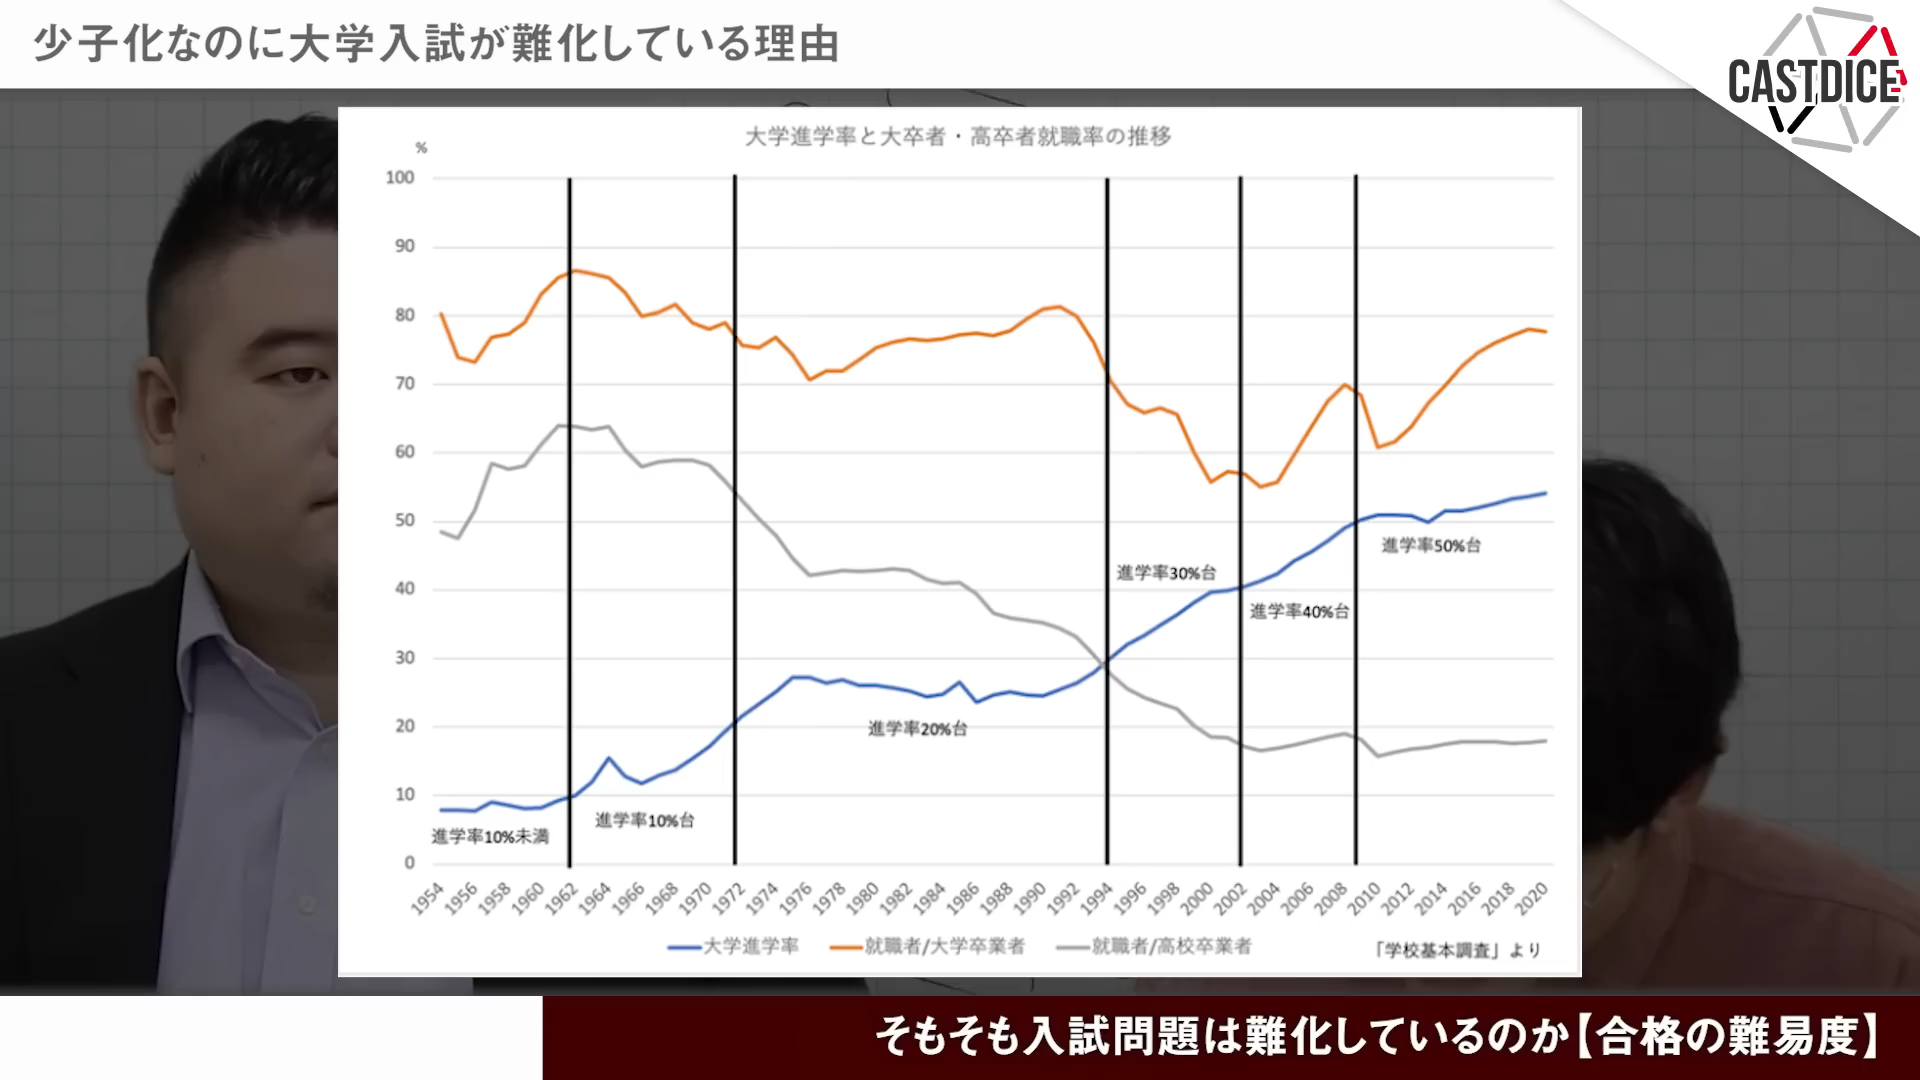 少子化なのに大学入試が難化している理由
CASTDICE
大学進学率と大卒者・高卒者就職率の推移
%
100
90
80
70
60
50
40
30
20
10
0
進学率10%未満
進学率10%台
進学率20%台
進学率30%台
進学率40%台
進学率50%台
1954 1956 1958 1960 1962 1964 1966 1968 1970 1972 1974 1976 1978 1980 1982 1984 1986 1988 1990 1992 1994 1996 1998 2000 2002 2004 2006 2008 2010 2012 2014 2016 2018 2020
大学進学率 就職者/大学卒業者 就職者/高校卒業者
「学校基本調査」より
そもそも入試問題は難化しているのか【合格の難易度】